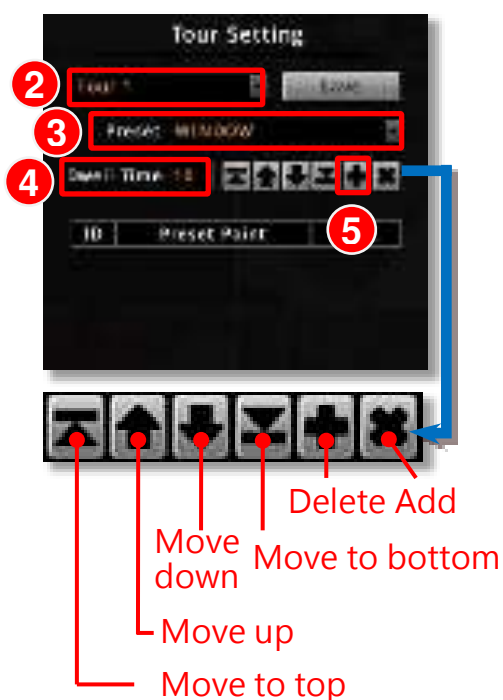 Tour Setting
2
Tour 1
Save
3
Preset WINDOW
4
Dwell Time 10
5
ID Preset Point
Delete Add
Move down
Move to bottom
Move up
Move to top